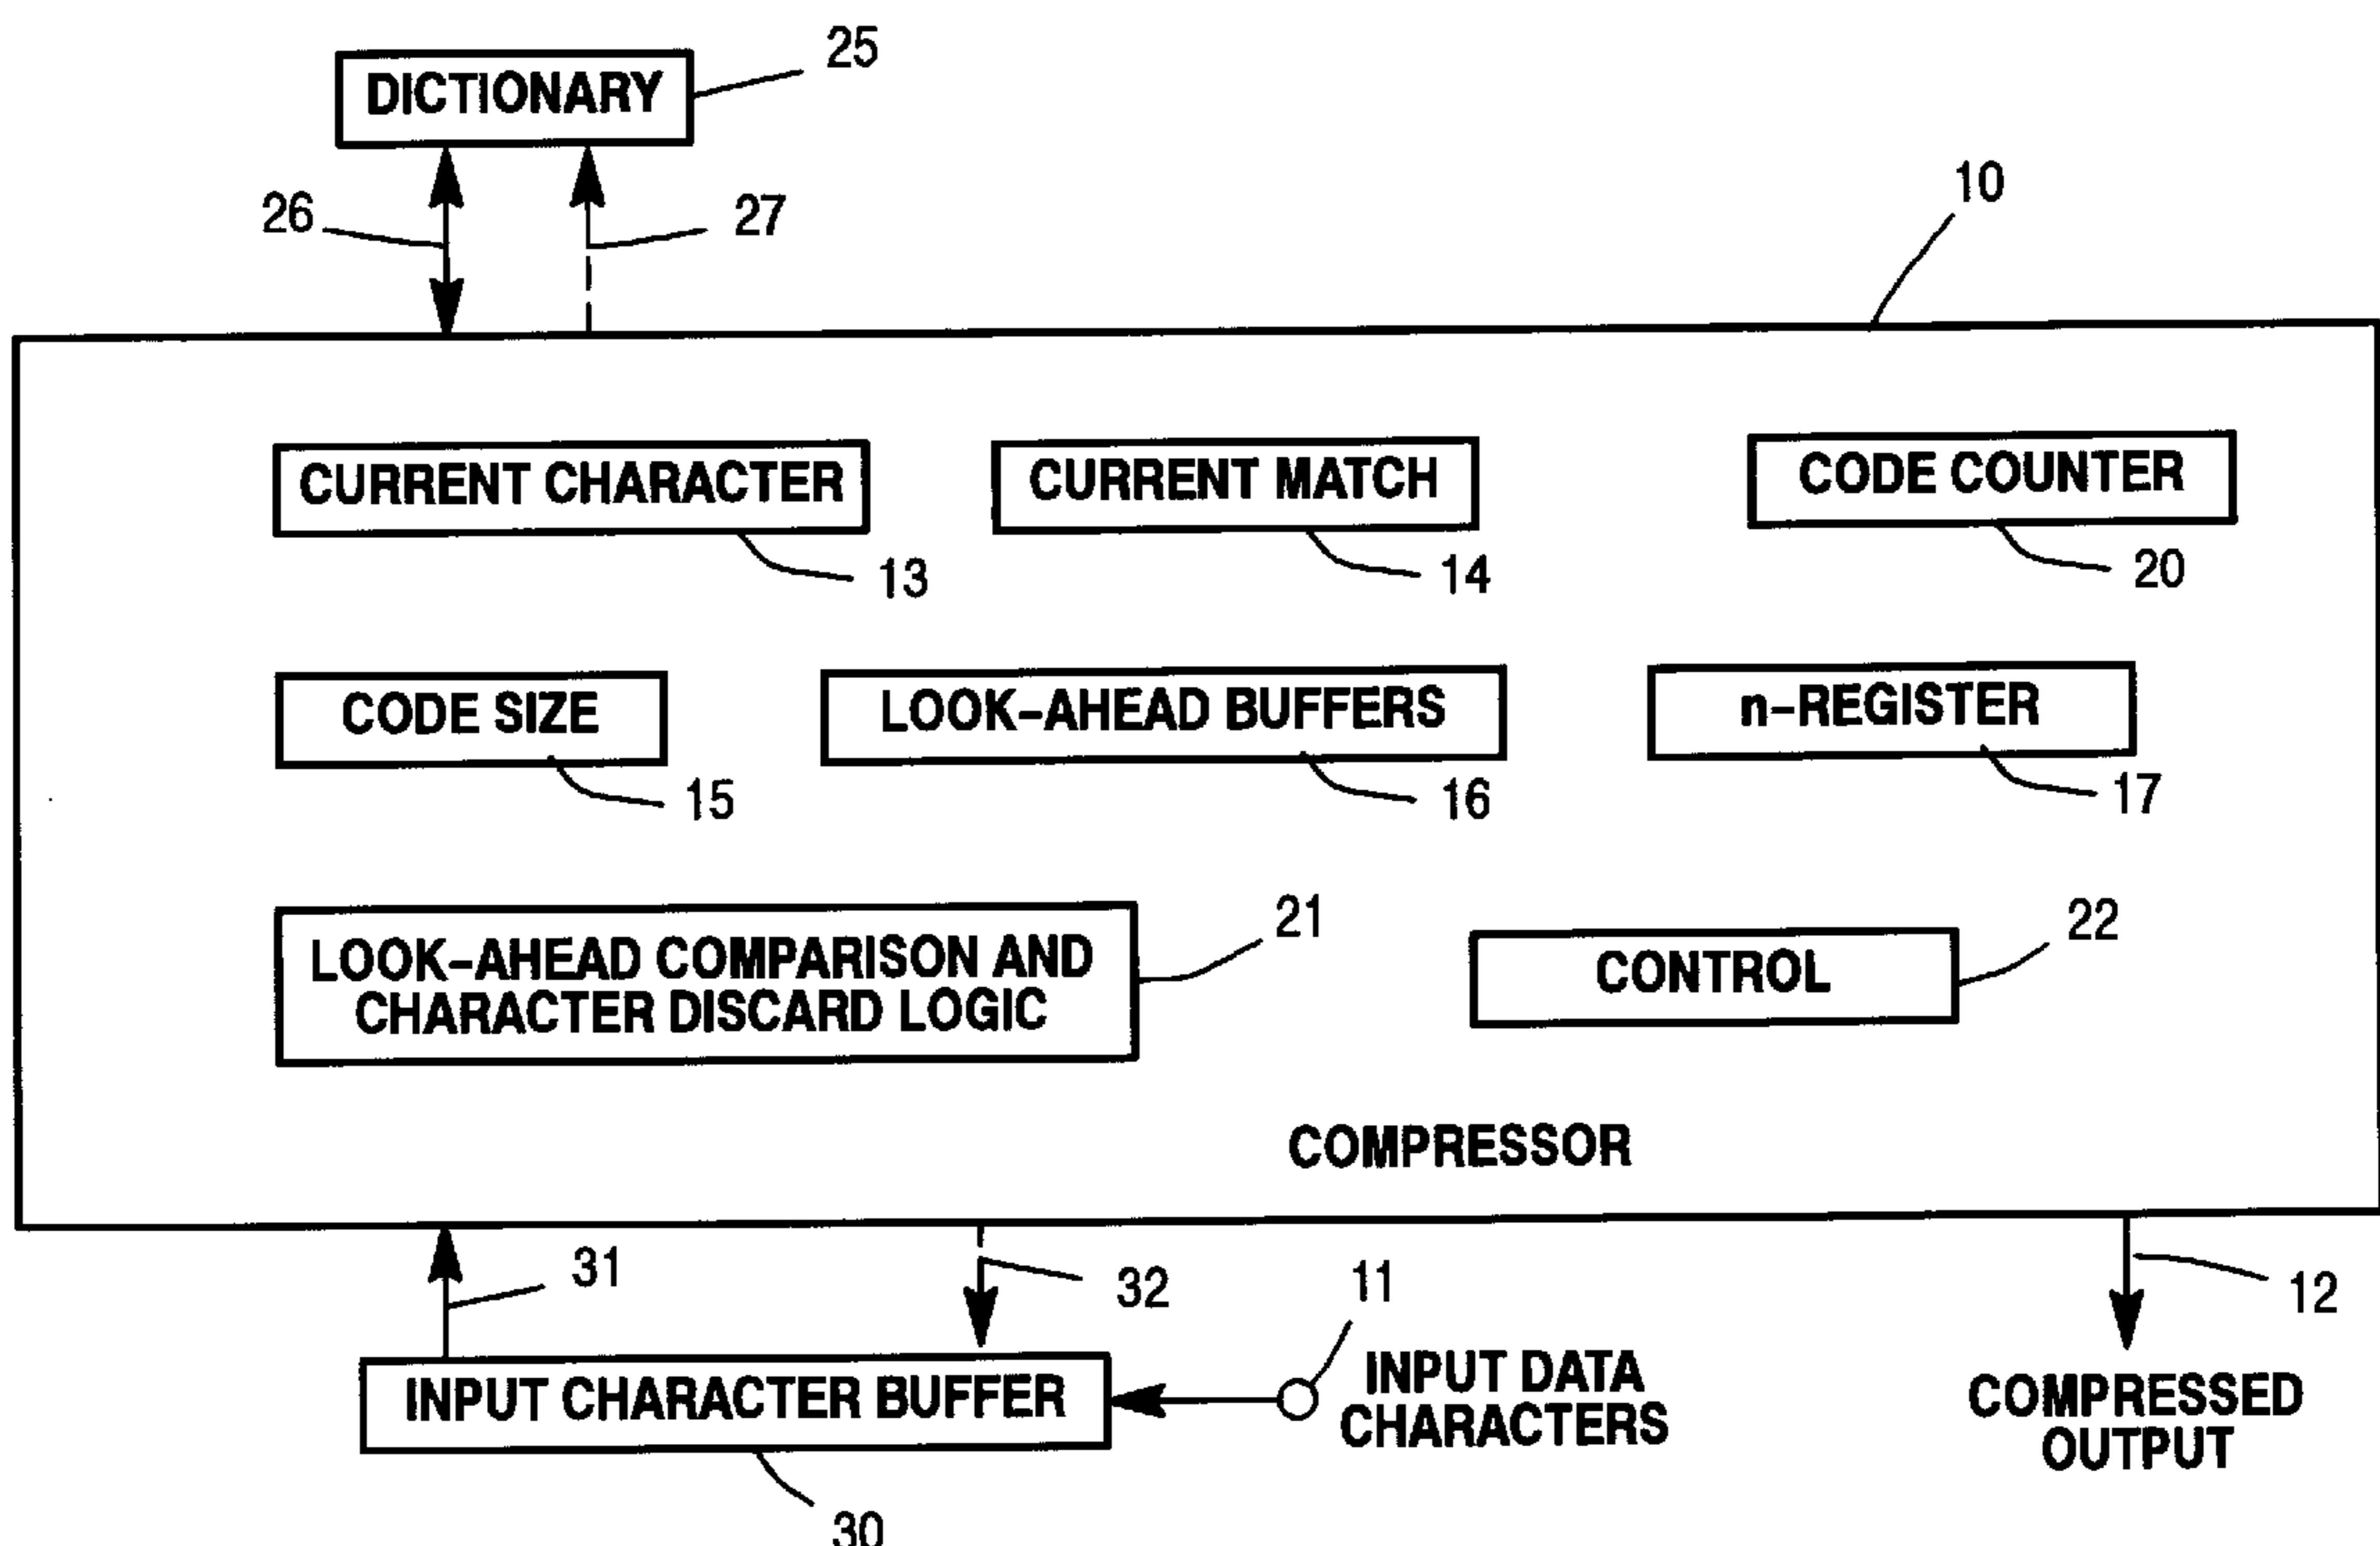 25
DICTIONARY
10
26
27
CURRENT CHARACTER
CURRENT MATCH
CODE COUNTER
13
14
20
CODE SIZE
LOOK-AHEAD BUFFERS
n-REGISTER
15
16
17
21
22
LOOK-AHEAD COMPARISON AND
CHARACTER DISCARD LOGIC
CONTROL
COMPRESSOR
31
32
11
12
INPUT CHARACTER BUFFER
INPUT DATA
CHARACTERS
COMPRESSED
OUTPUT
30